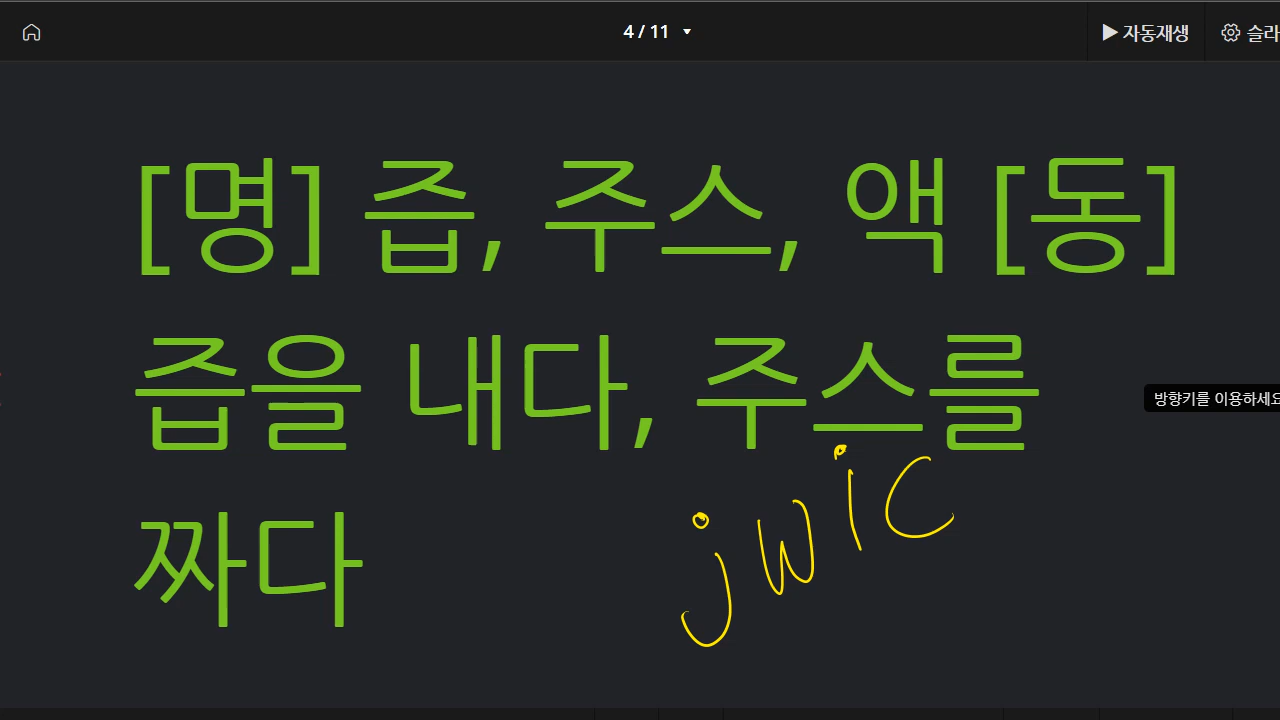 4 / 11
▶ 자동재생
슬라
[명] 즙, 주스, 액 [동]
즙을 내다, 주스를
짜다
방향키를 이용하세요
jwic